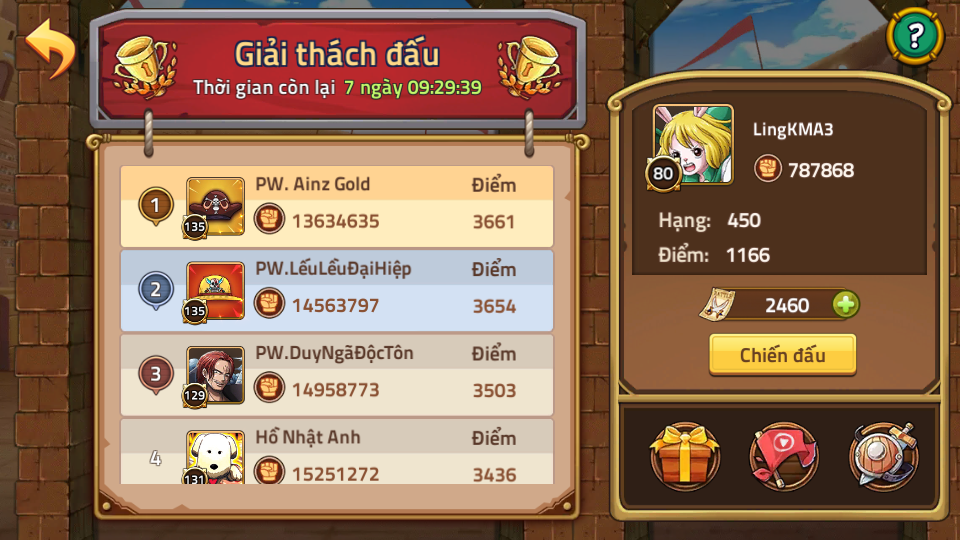 Giải thách đấu
Thời gian còn lại 7 ngày 09:29:39
?
1
135
PW. Ainz Gold
13634635
Điểm
3661
2
135
PW.LếuLềuĐạiHiệp
14563797
Điểm
3654
3
129
PW.DuyNgãĐộcTôn
14958773
Điểm
3503
4
131
Hồ Nhật Anh
15251272
Điểm
3436
80
LingKMA3
787868
Hạng: 450
Điểm: 1166
2460
Chiến đấu